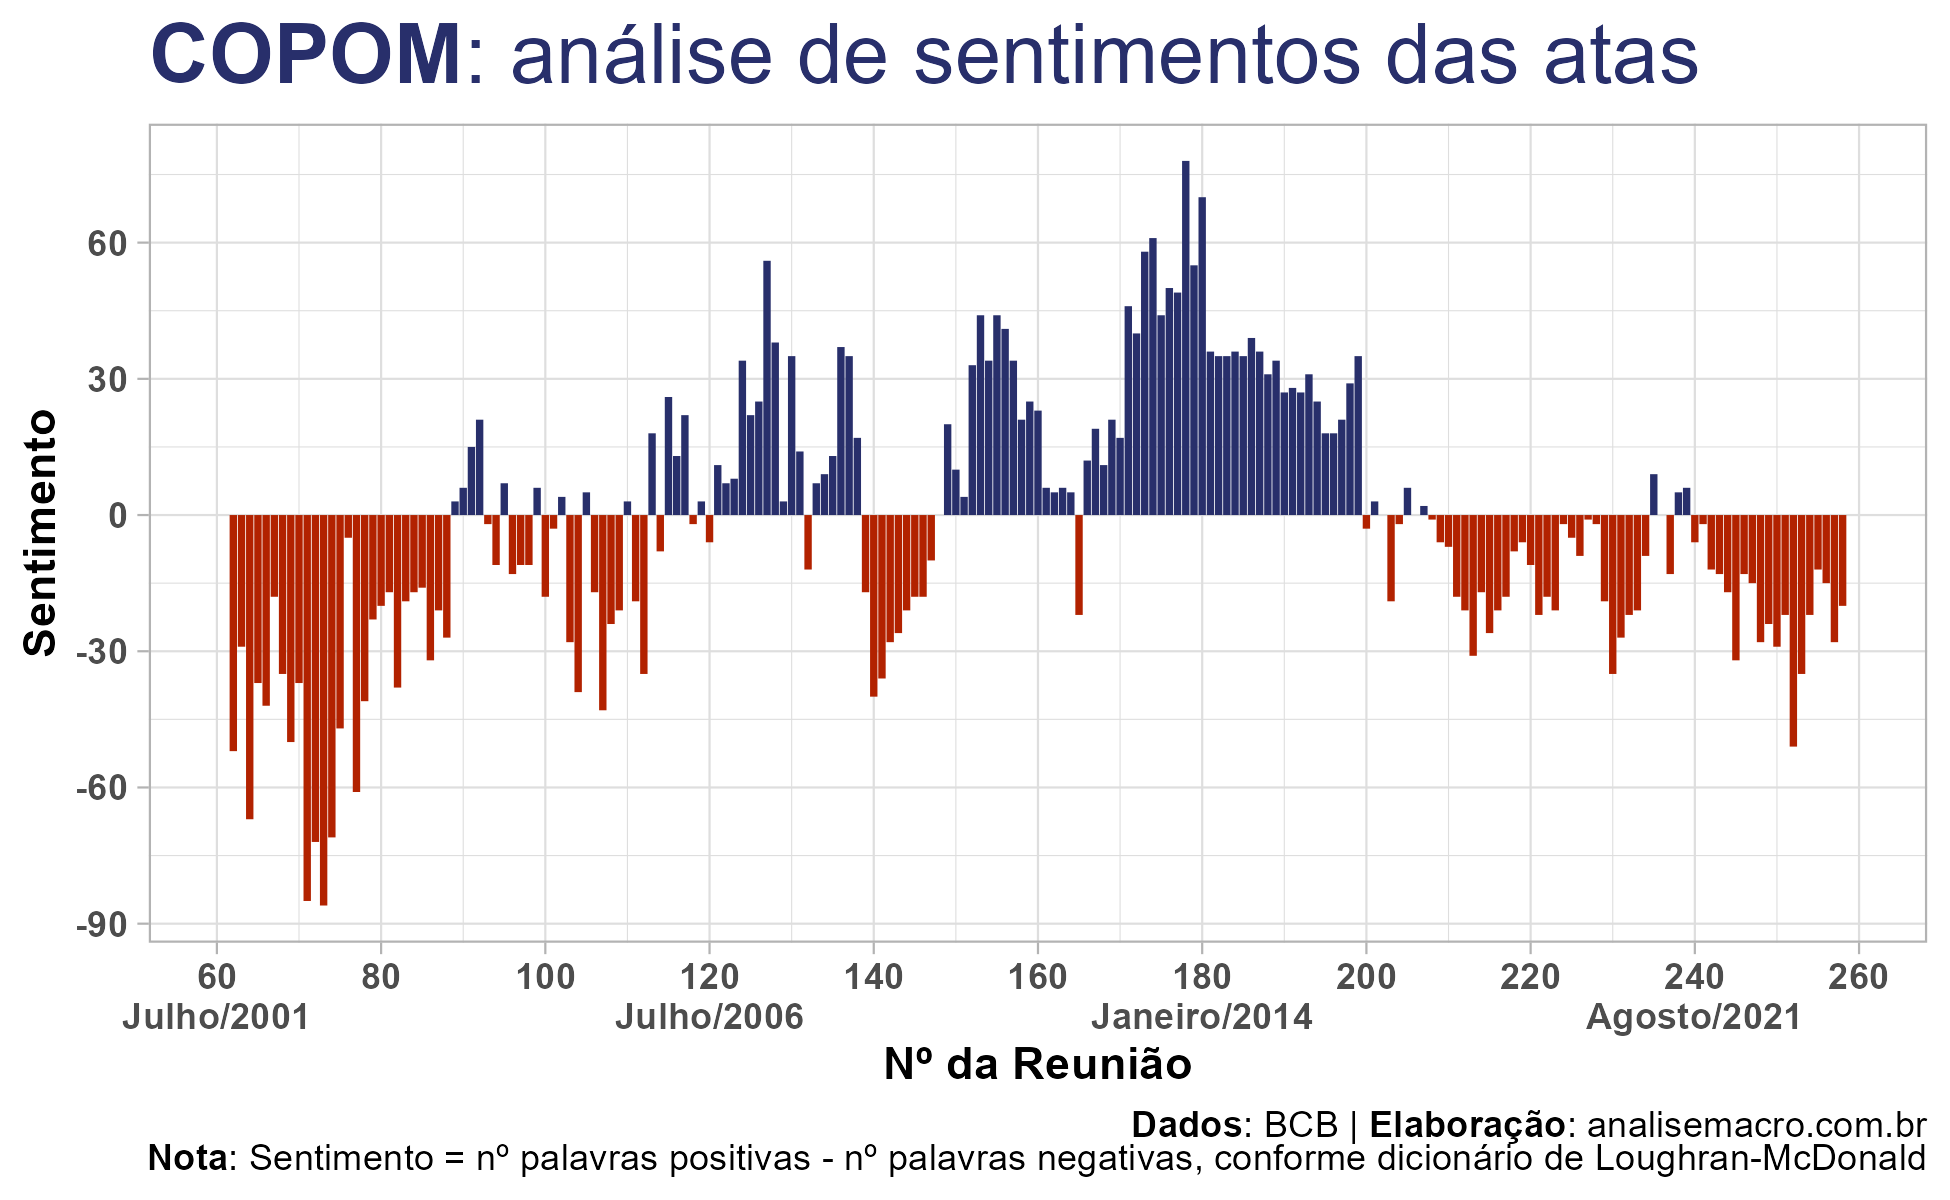 COPOM: análise de sentimentos das atas
Sentimento
60
30
0
-30
-60
-90
60 80 100 120 140 160 180 200 220 240 260
Julho/2001 Julho/2006 Janeiro/2014 Agosto/2021
Nº da Reunião
Dados: BCB | Elaboração: analisemacro.com.br
Nota: Sentimento = nº palavras positivas - nº palavras negativas, conforme dicionário de Loughran-McDonald